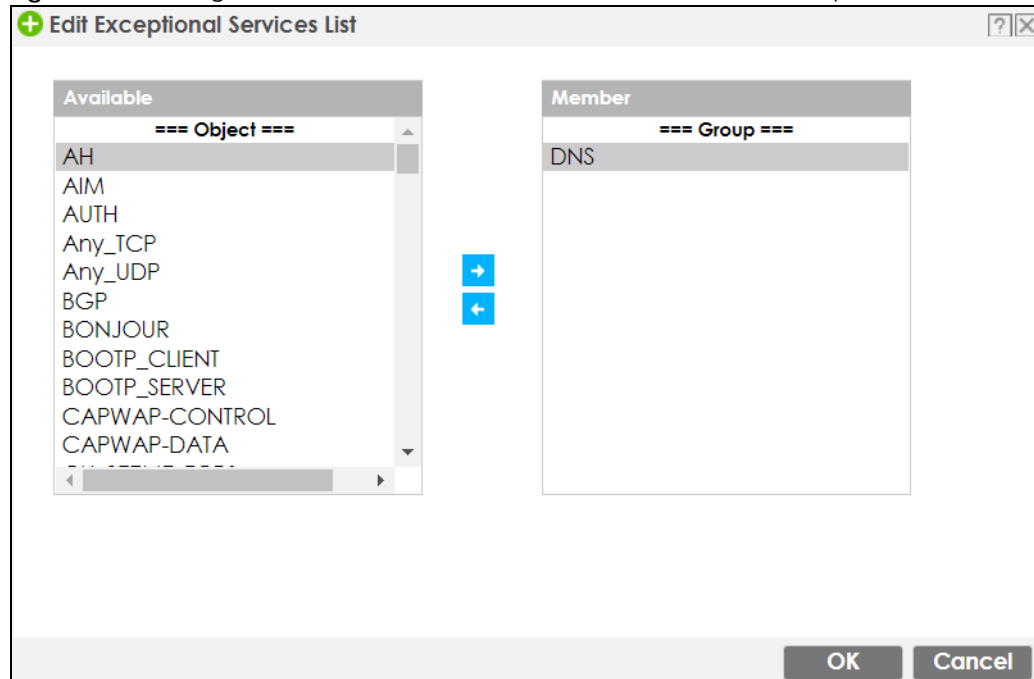 Edit Exceptional Services List
Available
=== Object ===
AH
AIM
AUTH
Any_TCP
Any_UDP
BGP
BONJOUR
BOOTP_CLIENT
BOOTP_SERVER
CAPWAP-CONTROL
CAPWAP-DATA
Member
=== Group ===
DNS
OK
Cancel